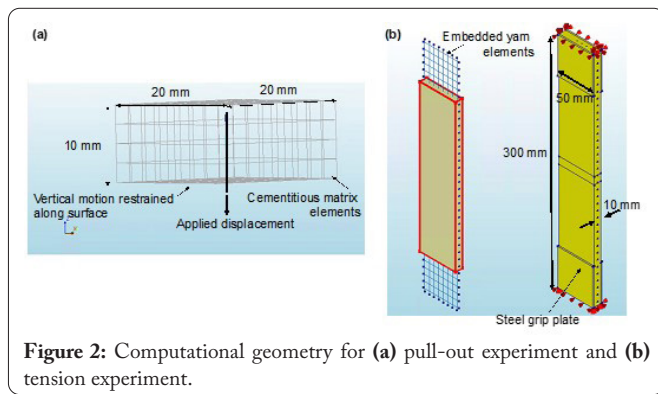 (a)
20 mm
20 mm
10 mm
Vertical motion restrained
along surface
Applied displacement
Cementitious matrix
elements
(b)
Embedded yam
elements
50 mm
300 mm
10 mm
Steel grip plate
Figure 2: Computational geometry for (a) pull-out experiment and (b)
tension experiment.